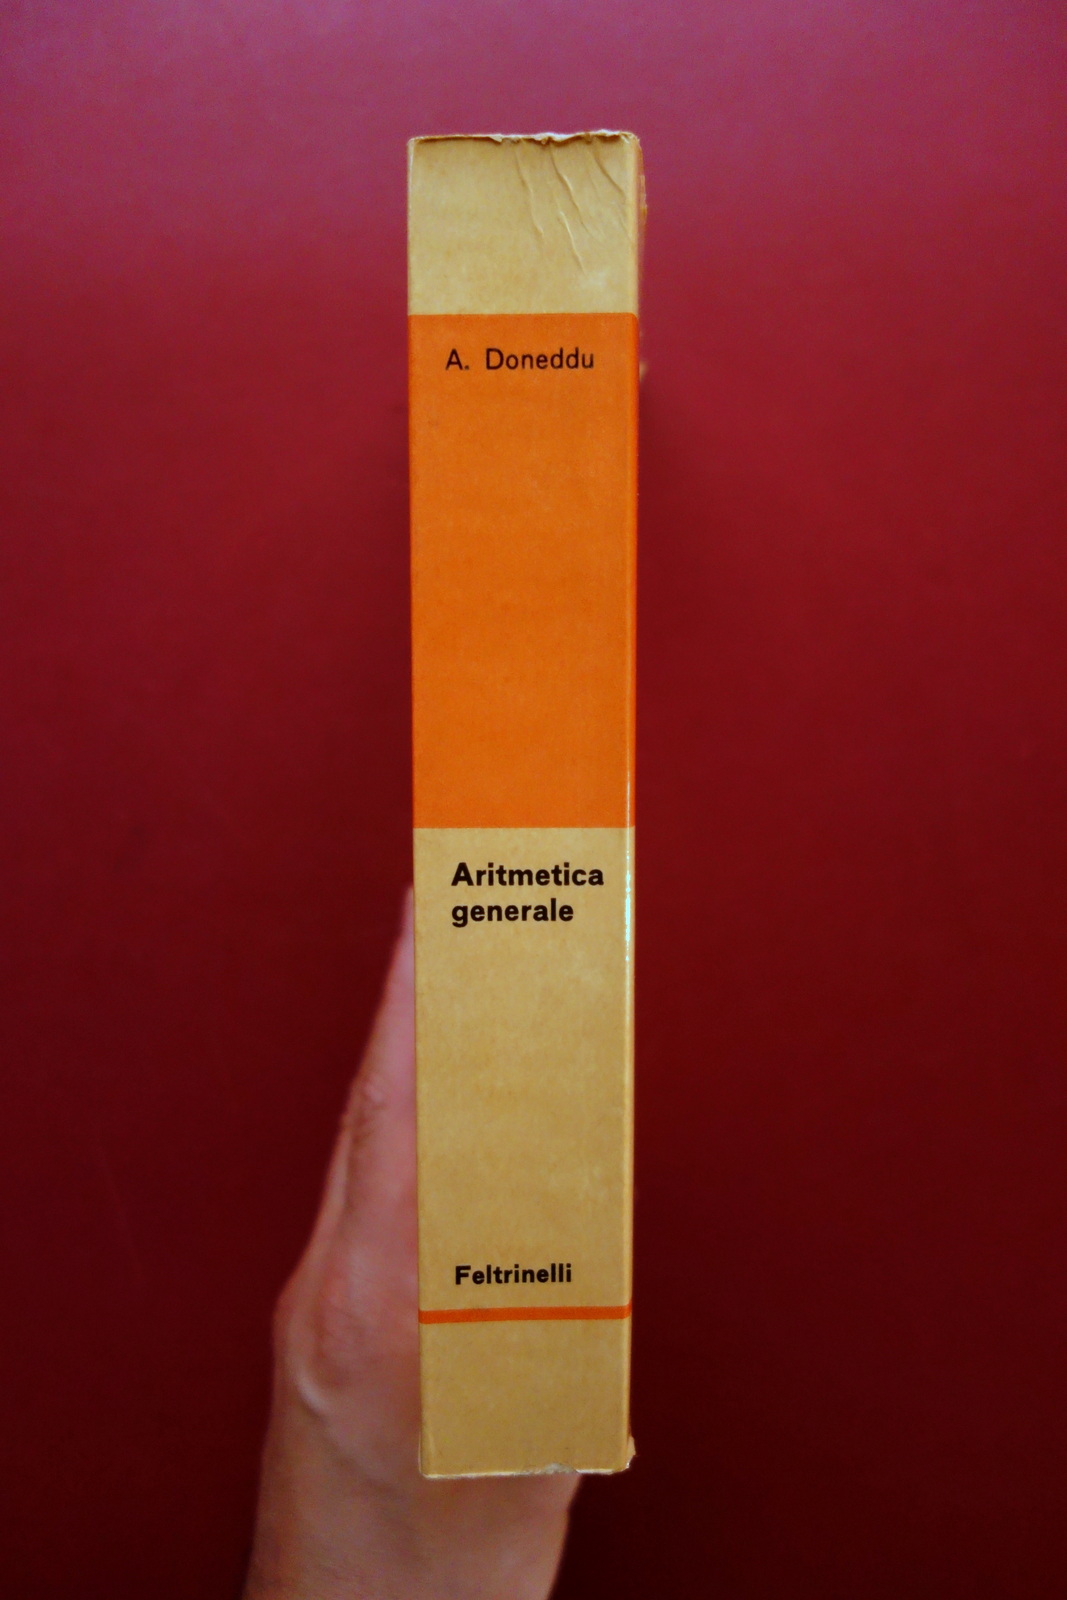 A. Doneddu
Aritmetica
generale
Feltrinelli